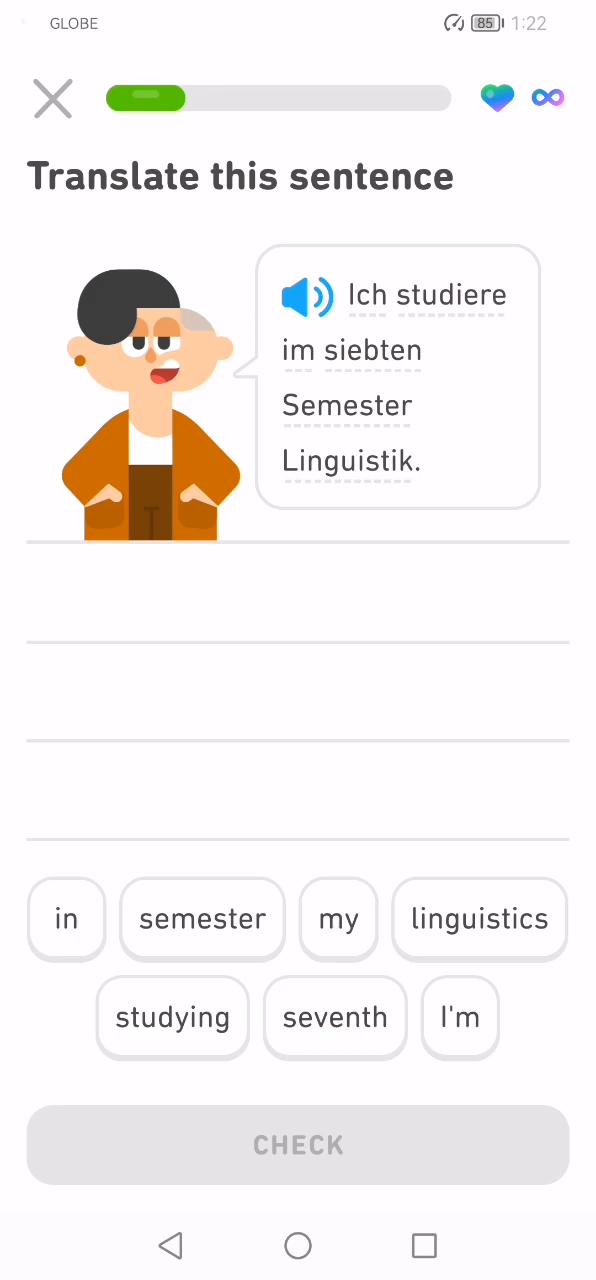 GLOBE 85 1:22
Translate this sentence
Ich studiere
im siebten
Semester
Linguistik.
in semester my linguistics
studying seventh I'm
CHECK